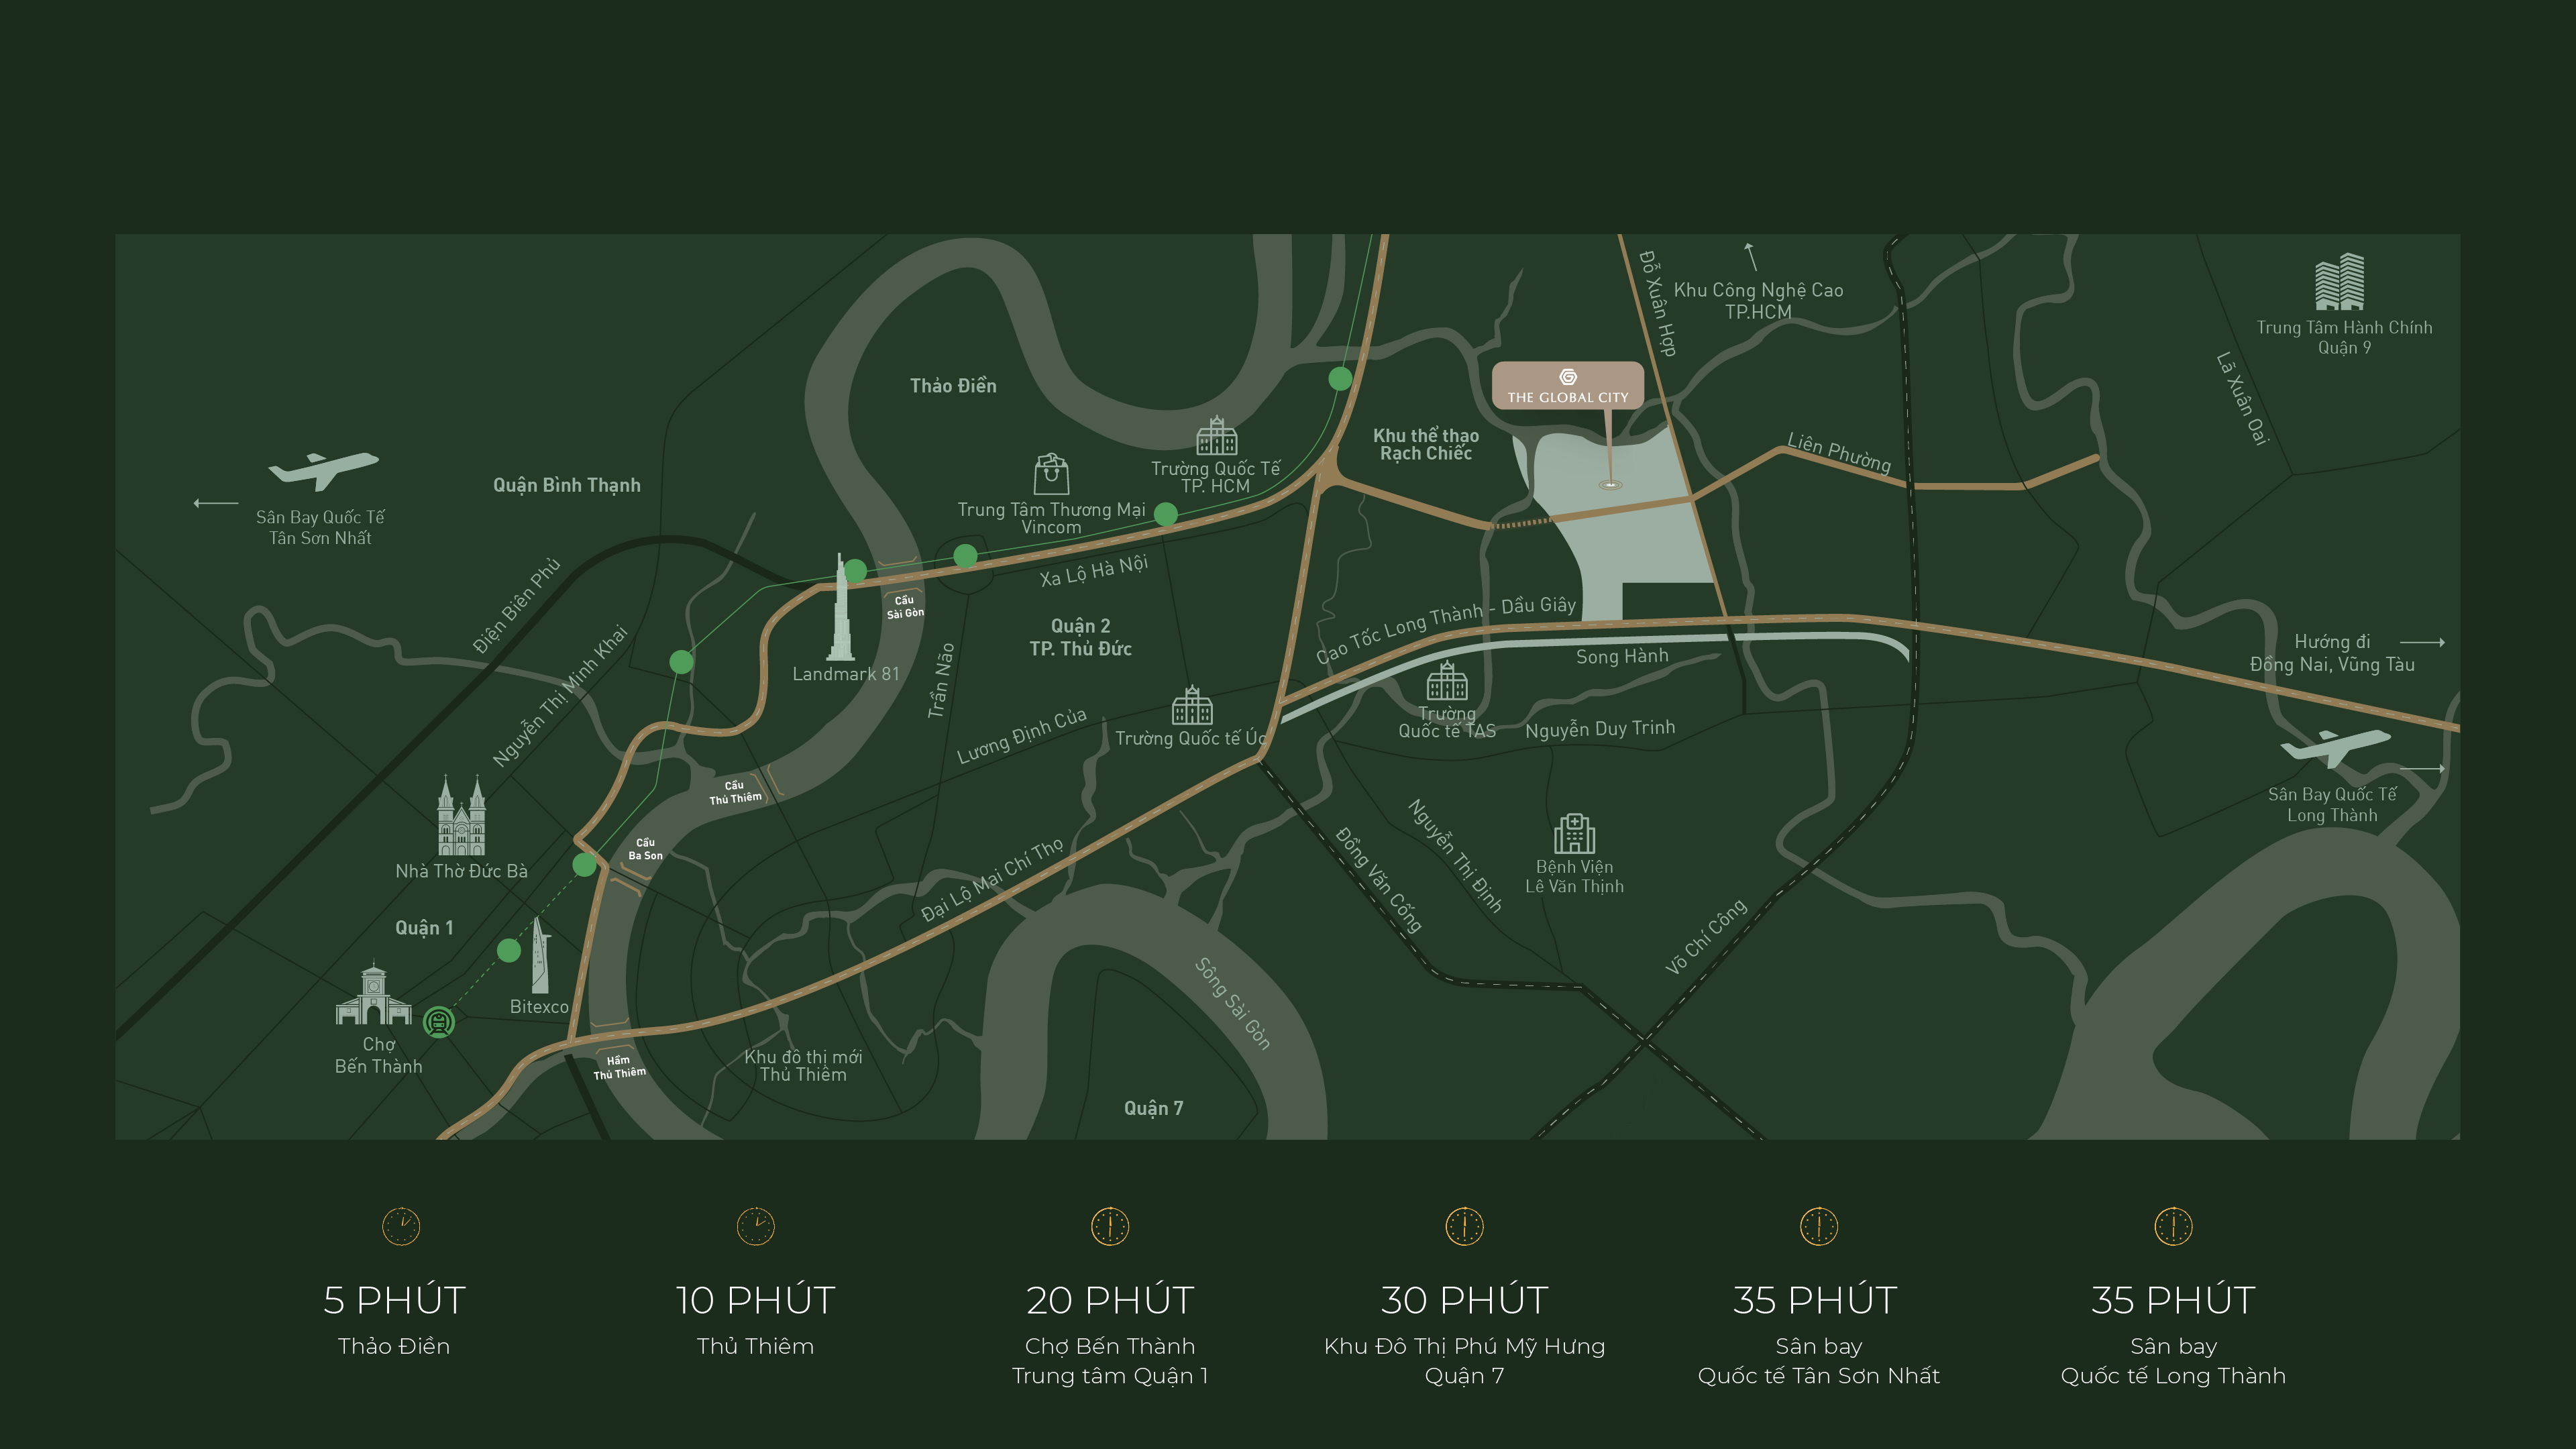 Đỗ Xuân Hợp
Khu Công Nghệ Cao
TP.HCM
Trung Tâm Hành Chính
Quận 9
Lã Xuân Oai
THE GLOBAL CITY
Thảo Điền
Khu thể thao
Rạch Chiếc
Liên Phường
Trường Quốc Tế
TP. HCM
Quận Bình Thạnh
Trung Tâm Thương Mại
Vincom
Sân Bay Quốc Tế
Tân Sơn Nhất
Điện Biên Phủ
Xa Lộ Hà Nội
Cầu
Sài Gòn
Cao Tốc Long Thành - Dầu Giây
Quận 2
TP. Thủ Đức
Nguyễn Thị Minh Khai
Landmark 81
Trần Não
Song Hành
Hướng đi
Đồng Nai, Vũng Tàu
Lương Định Của
Trường Quốc tế Úc
Trường
Quốc tế TAS
Nguyễn Duy Trinh
Cầu
Thủ Thiêm
Sân Bay Quốc Tế
Long Thành
Cầu
Ba Son
Nhà Thờ Đức Bà
Đại Lộ Mai Chí Thọ
Đồng Văn Cống
Nguyễn Thị Định
Bệnh Viện
Lê Văn Thịnh
Quận 1
Võ Chí Công
Sông Sài Gòn
Bitexco
Chợ
Bến Thành
Hầm
Thủ Thiêm
Khu đô thị mới
Thủ Thiêm
Quận 7
5 PHÚT
Thảo Điền
10 PHÚT
Thủ Thiêm
20 PHÚT
Chợ Bến Thành
Trung tâm Quận 1
30 PHÚT
Khu Đô Thị Phú Mỹ Hưng
Quận 7
35 PHÚT
Sân bay
Quốc tế Tân Sơn Nhất
35 PHÚT
Sân bay
Quốc tế Long Thành